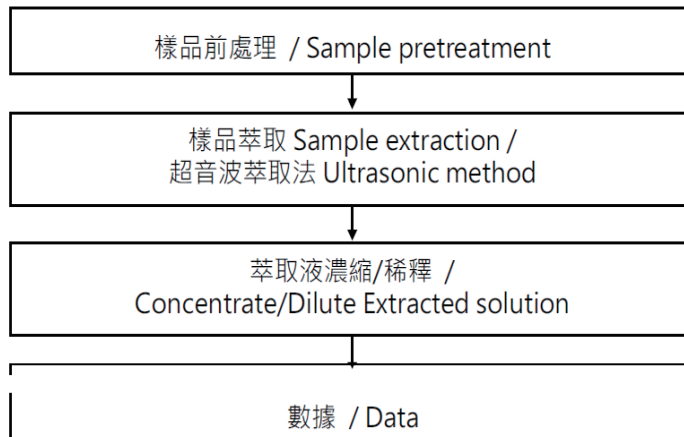 樣品前處理 / Sample pretreatment
樣品萃取 Sample extraction /
超音波萃取法 Ultrasonic method
萃取液濃縮/稀釋 /
Concentrate/Dilute Extracted solution
數據 / Data